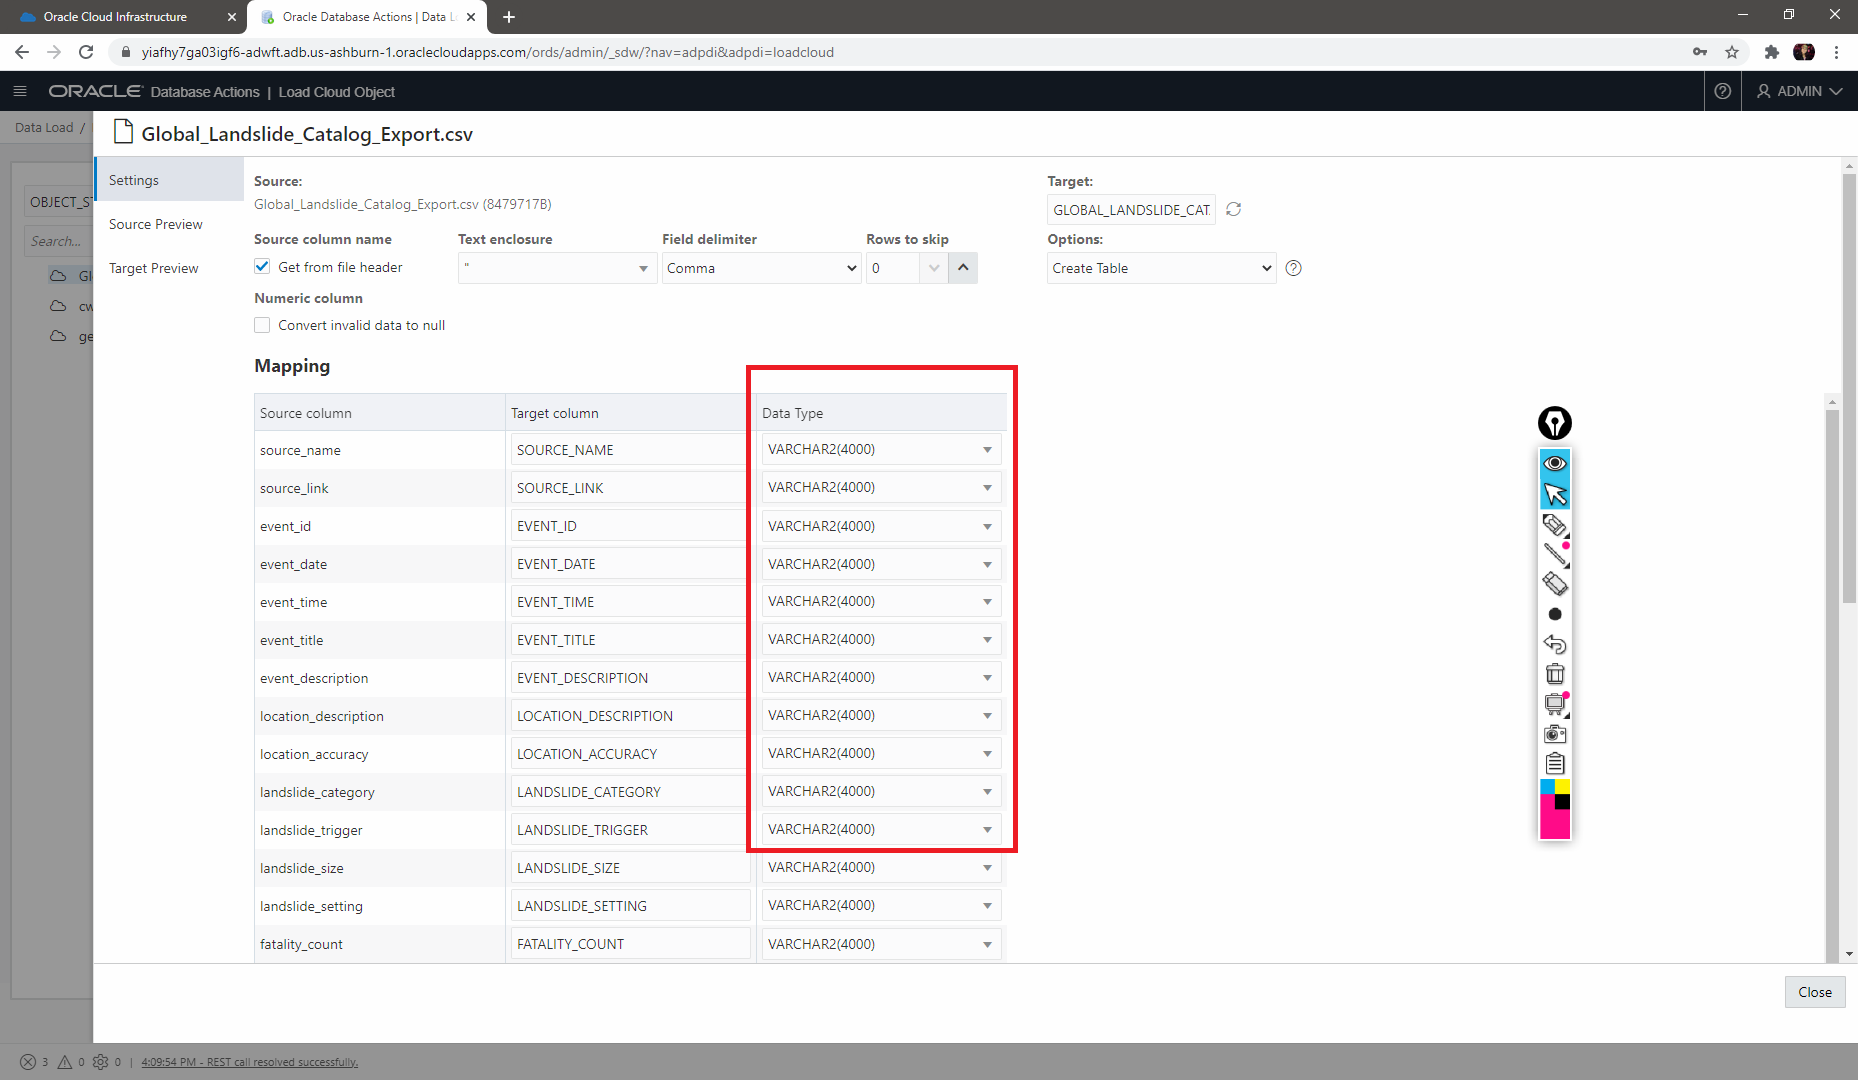 Oracle Cloud Infrastructure
Oracle Database Actions | Data L
yiafhy7ga03igf6-adwft.adb.us-ashburn-1.oraclecloudapps.com/ords/admin/_sdw/?nav=adpdi&adpdi=loadcloud
ORACLE Database Actions | Load Cloud Object
ADMIN
Data Load /
Global_Landslide_Catalog_Export.csv
OBJECT_ST
Search...
Gl
cw
ge
Settings
Source Preview
Target Preview
Source:
Global_Landslide_Catalog_Export.csv (8479717B)
Target:
GLOBAL_LANDSLIDE_CAT
Source column name
Text enclosure
Field delimiter
Rows to skip
Options:
Get from file header
"
Comma
0
Create Table
Numeric column
Convert invalid data to null
Mapping
Source column Target column Data Type
source_name SOURCE_NAME VARCHAR2(4000)
source_link SOURCE_LINK VARCHAR2(4000)
event_id EVENT_ID VARCHAR2(4000)
event_date EVENT_DATE VARCHAR2(4000)
event_time EVENT_TIME VARCHAR2(4000)
event_title EVENT_TITLE VARCHAR2(4000)
event_description EVENT_DESCRIPTION VARCHAR2(4000)
location_description LOCATION_DESCRIPTION VARCHAR2(4000)
location_accuracy LOCATION_ACCURACY VARCHAR2(4000)
landslide_category LANDSLIDE_CATEGORY VARCHAR2(4000)
landslide_trigger LANDSLIDE_TRIGGER VARCHAR2(4000)
landslide_size LANDSLIDE_SIZE VARCHAR2(4000)
landslide_setting LANDSLIDE_SETTING VARCHAR2(4000)
fatality_count FATALITY_COUNT VARCHAR2(4000)
Close
3 0 0 | 4:09:54 PM - REST call resolved successfully.